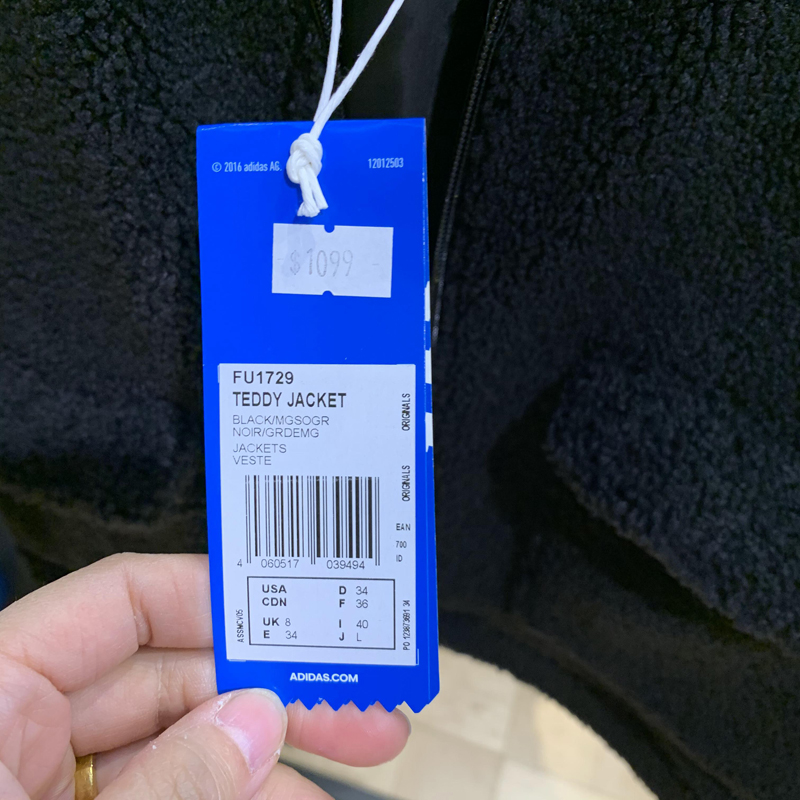 © 2016 adidas AG.
12012503
$1099
FU1729
TEDDY JACKET
BLACK/MGSOGR
NOIR/GRDEMG
JACKETS
VESTE
ORIGINALS
ORIGINALS
EAN
700
ID
4 060517 039494
USA D 34
CDN F 36
UK 8 I 40
E 34 J L
ASSMCV05
ADIDAS.COM